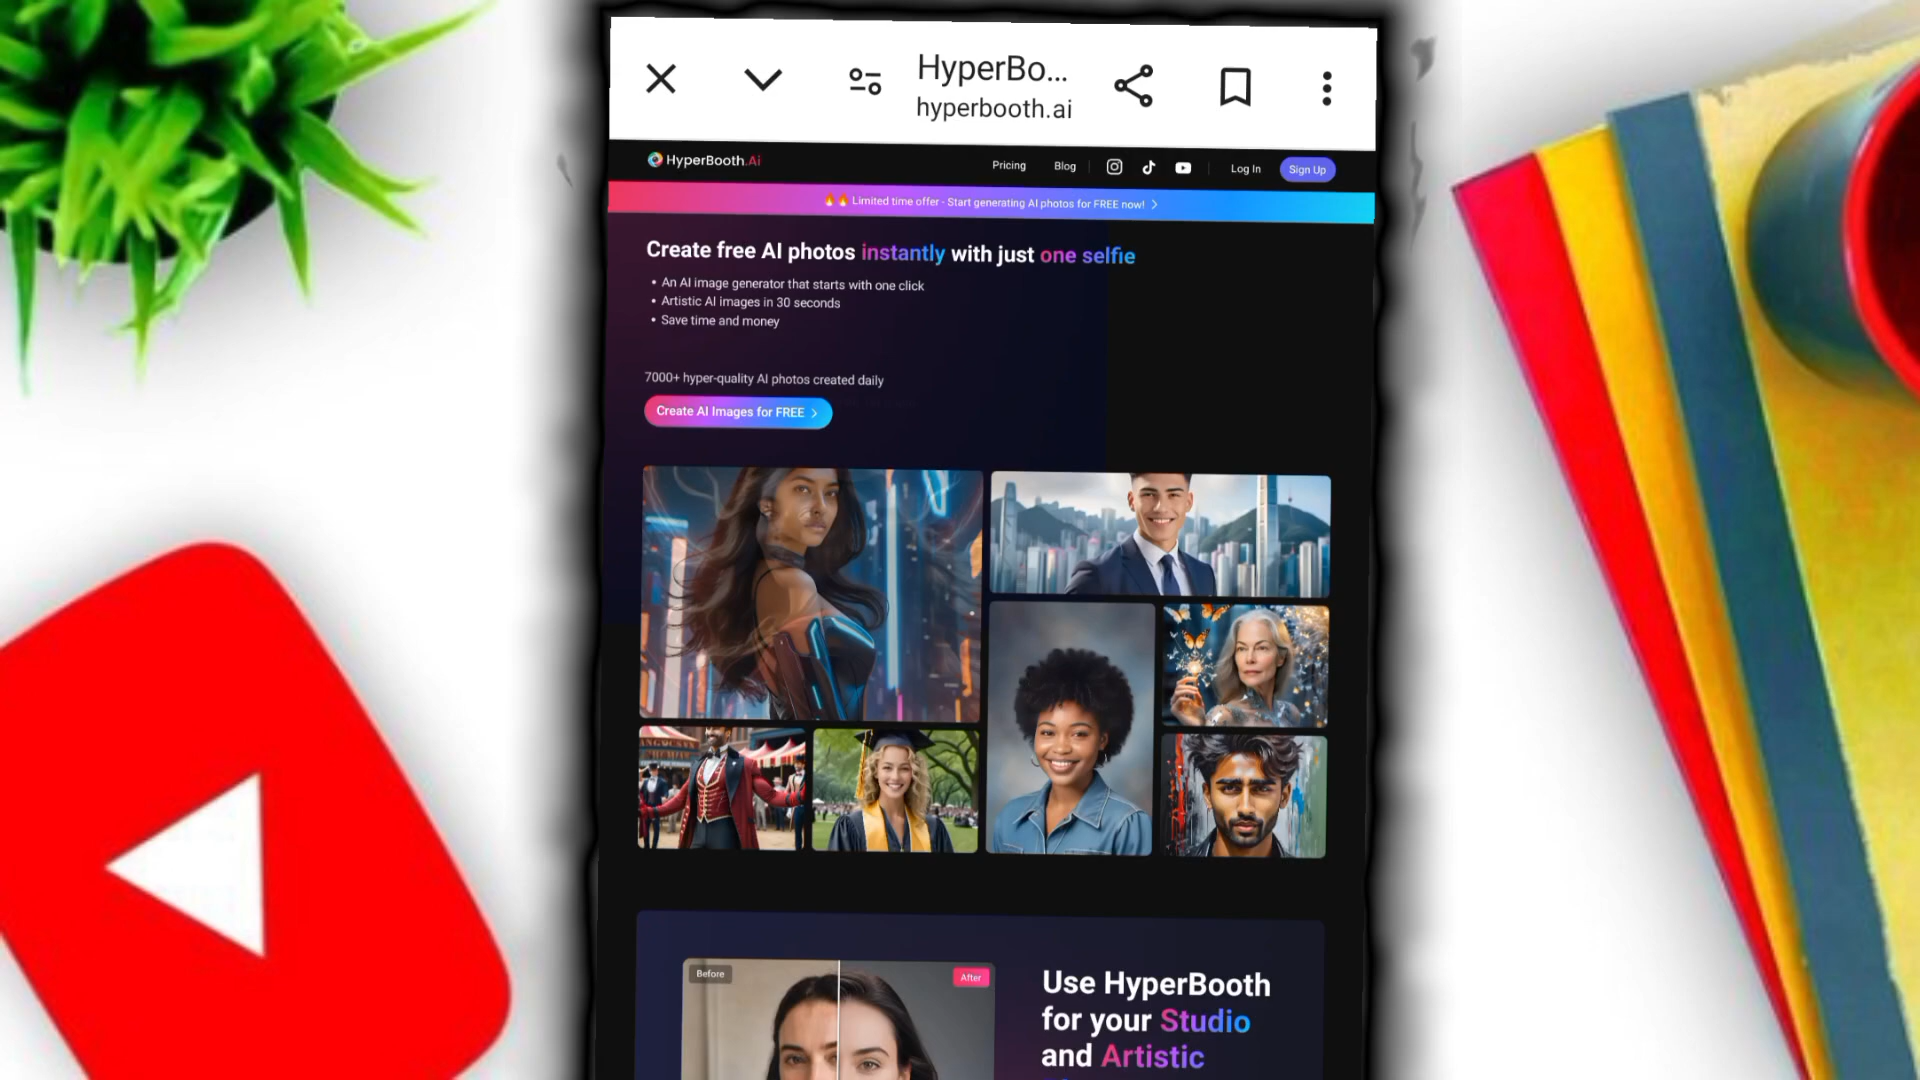 HyperBo...
hyperbooth.ai
HyperBooth.Ai
Pricing
Blog
Log In
Sign Up
🔥🔥 Limited time offer - Start generating AI photos for FREE now! >
Create free AI photos instantly with just one selfie
• An AI image generator that starts with one click
• Artistic AI images in 30 seconds
• Save time and money
7000+ hyper-quality AI photos created daily
Create AI Images for FREE >
Before
After
Use HyperBooth
for your Studio
and Artistic